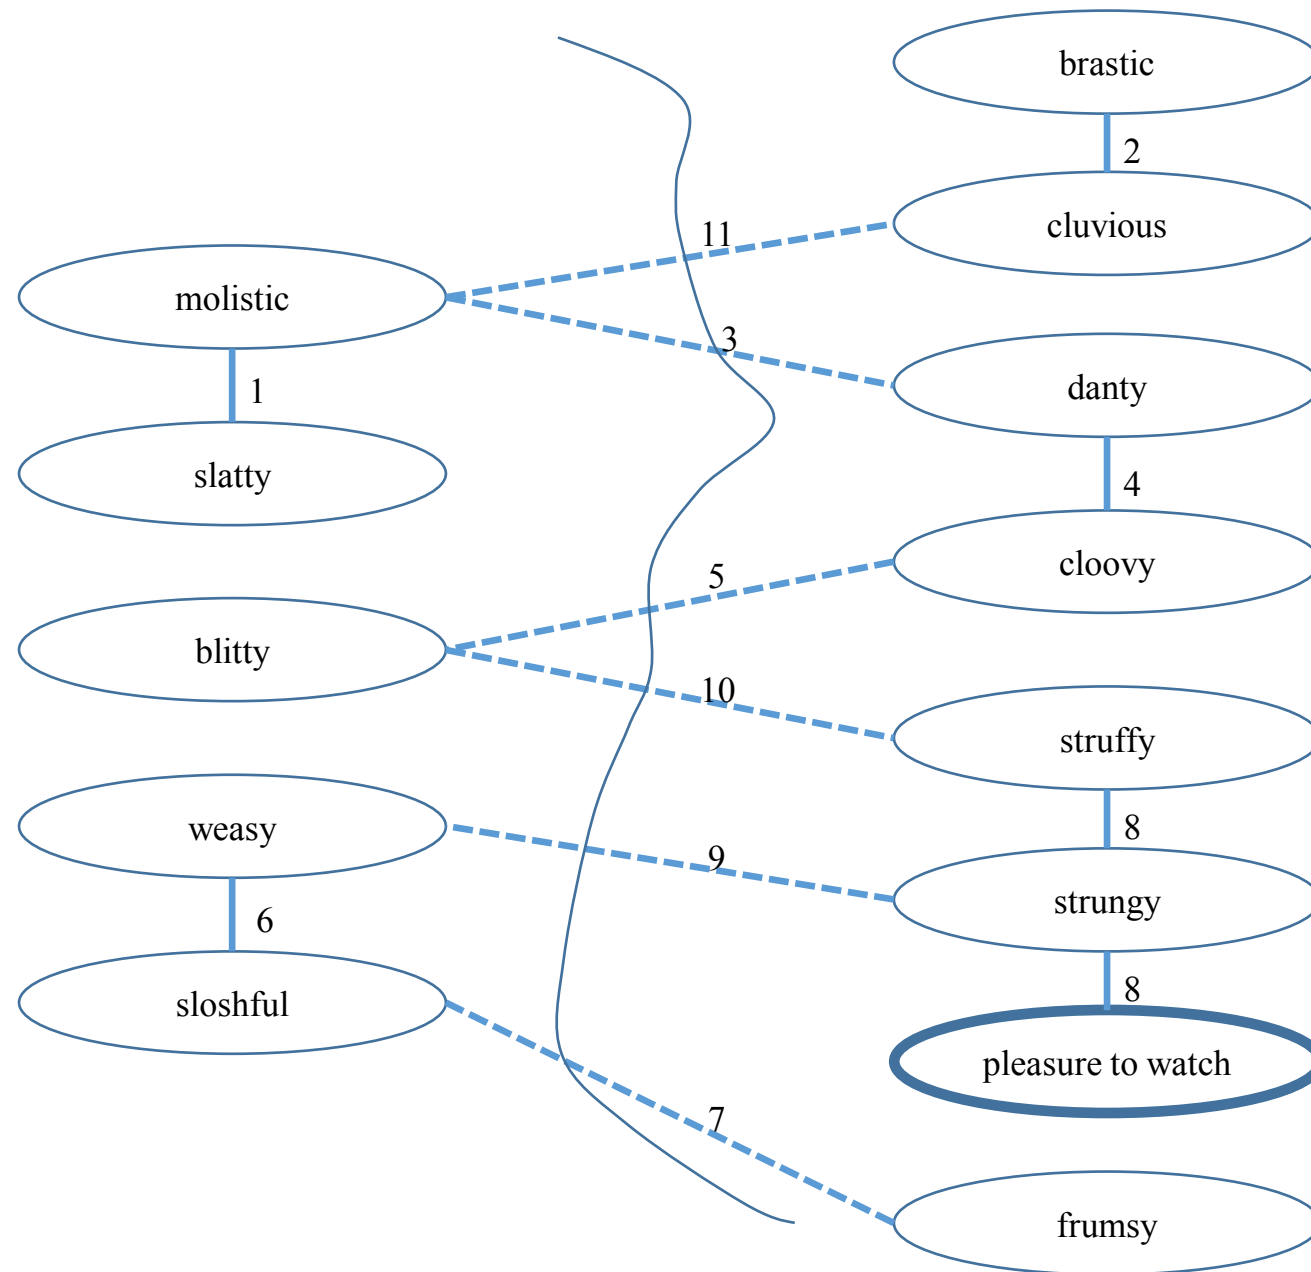 brastic
2
cluvious
11
molistic
3
danty
1
4
slatty
cloovy
5
blitty
10
struffy
weasy
8
9
strungy
6
8
sloshful
pleasure to watch
7
frumsy